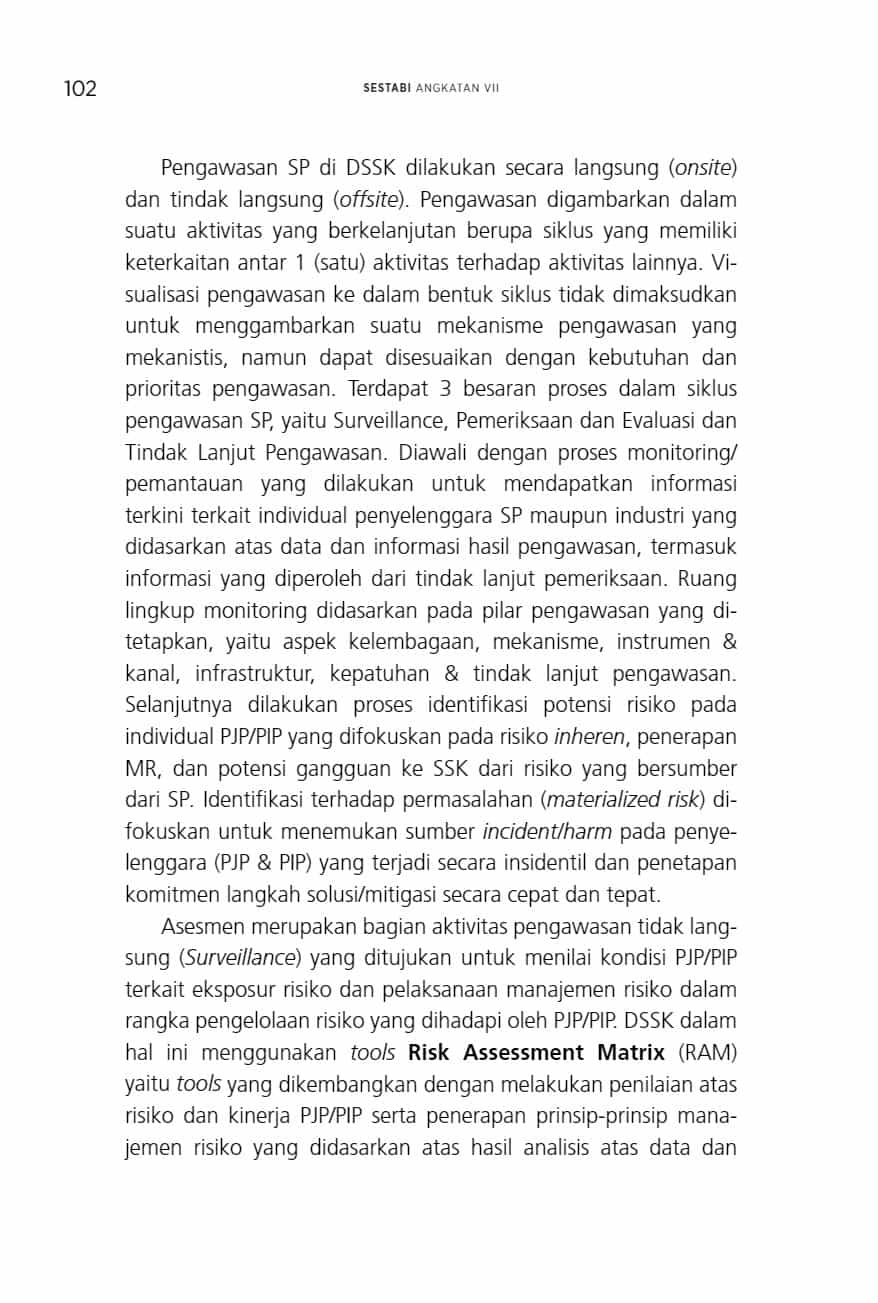 102
SESTABI ANGKATAN VII
Pengawasan SP di DSSK dilakukan secara langsung (onsite)
dan tindak langsung (offsite). Pengawasan digambarkan dalam
suatu aktivitas yang berkelanjutan berupa siklus yang memiliki
keterkaitan antar 1 (satu) aktivitas terhadap aktivitas lainnya. Vi-
sualisasi pengawasan ke dalam bentuk siklus tidak dimaksudkan
untuk menggambarkan suatu mekanisme pengawasan yang
mekanistis, namun dapat disesuaikan dengan kebutuhan dan
prioritas pengawasan. Terdapat 3 besaran proses dalam siklus
pengawasan SP, yaitu Surveillance, Pemeriksaan dan Evaluasi dan
Tindak Lanjut Pengawasan. Diawali dengan proses monitoring/
pemantauan yang dilakukan untuk mendapatkan informasi
terkini terkait individual penyelenggara SP maupun industri yang
didasarkan atas data dan informasi hasil pengawasan, termasuk
informasi yang diperoleh dari tindak lanjut pemeriksaan. Ruang
lingkup monitoring didasarkan pada pilar pengawasan yang di-
tetapkan, yaitu aspek kelembagaan, mekanisme, instrumen &
kanal, infrastruktur, kepatuhan & tindak lanjut pengawasan.
Selanjutnya dilakukan proses identifikasi potensi risiko pada
individual PJP/PIP yang difokuskan pada risiko inheren, penerapan
MR, dan potensi gangguan ke SSK dari risiko yang bersumber
dari SP. Identifikasi terhadap permasalahan (materialized risk) di-
fokuskan untuk menemukan sumber incident/harm pada penye-
lenggara (PJP & PIP) yang terjadi secara insidentil dan penetapan
komitmen langkah solusi/mitigasi secara cepat dan tepat.
Asesmen merupakan bagian aktivitas pengawasan tidak lang-
sung (Surveillance) yang ditujukan untuk menilai kondisi PJP/PIP
terkait eksposur risiko dan pelaksanaan manajemen risiko dalam
rangka pengelolaan risiko yang dihadapi oleh PJP/PIP. DSSK dalam
hal ini menggunakan tools Risk Assessment Matrix (RAM)
yaitu tools yang dikembangkan dengan melakukan penilaian atas
risiko dan kinerja PJP/PIP serta penerapan prinsip-prinsip mana-
jemen risiko yang didasarkan atas hasil analisis atas data dan